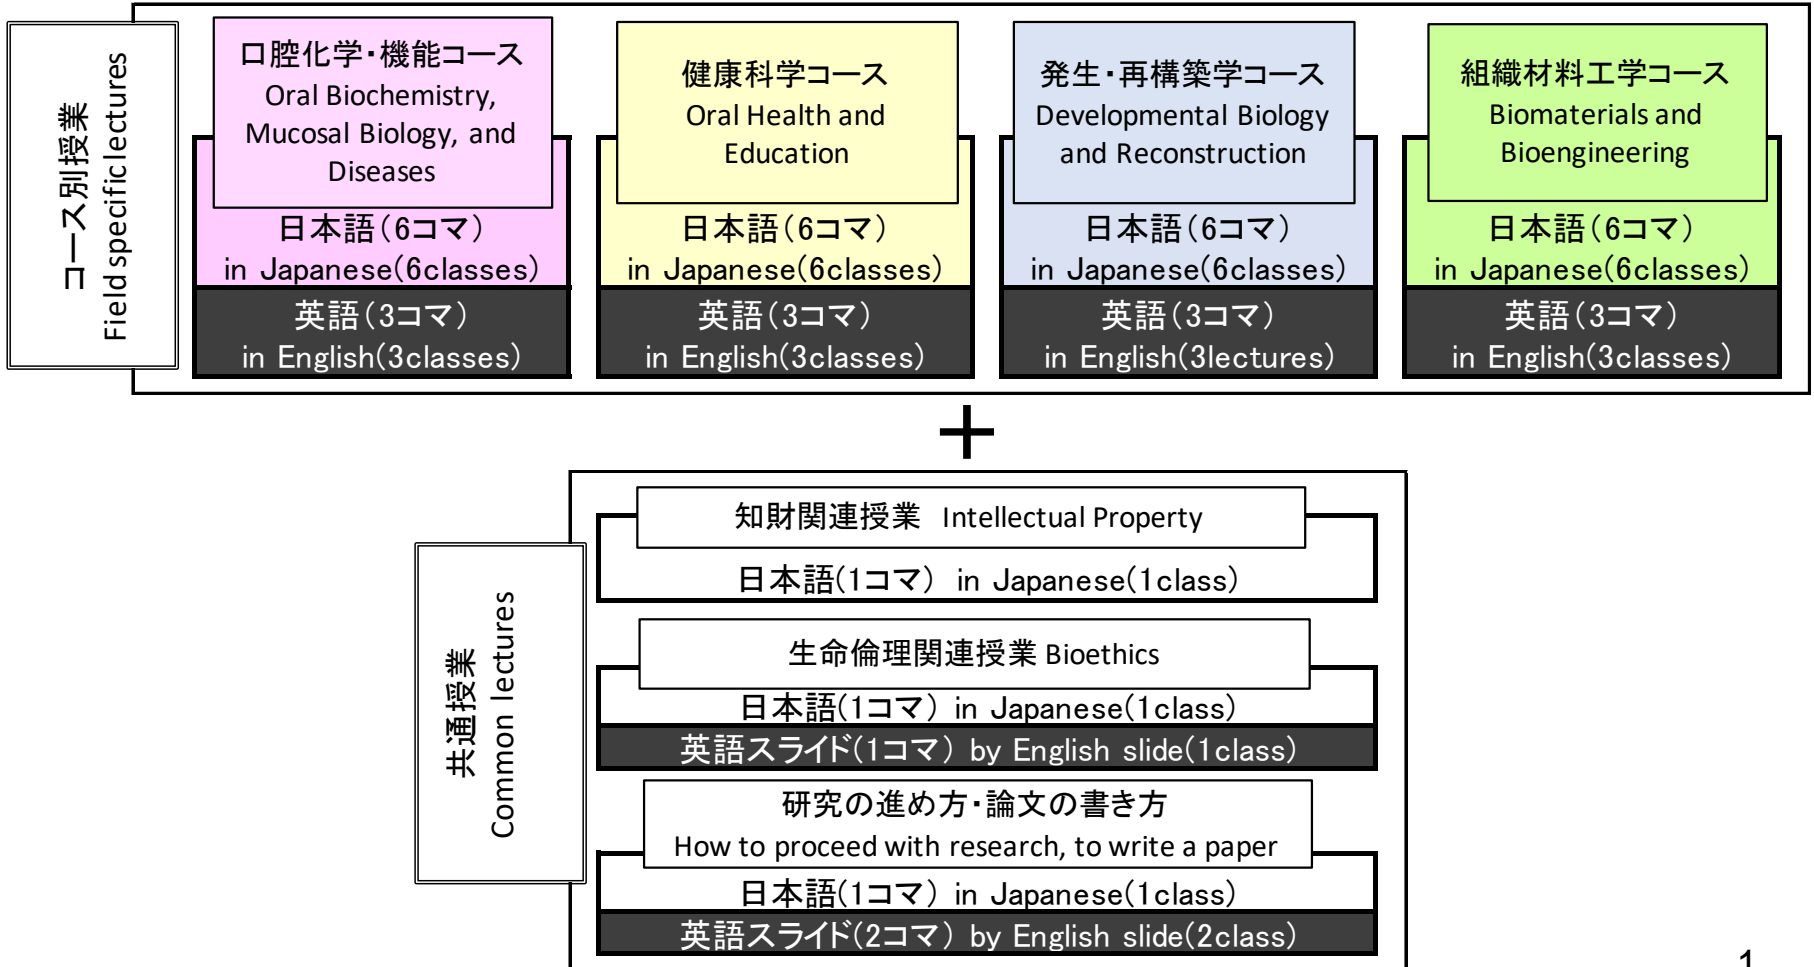 コース別授業
Field specific lectures
口腔化学・機能コース
Oral Biochemistry,
Mucosal Biology, and
Diseases
日本語（6コマ）
in Japanese(6classes)
英語（3コマ）
in English(3classes)
健康科学コース
Oral Health and
Education
日本語（6コマ）
in Japanese(6classes)
英語（3コマ）
in English(3classes)
発生・再構築学コース
Developmental Biology
and Reconstruction
日本語（6コマ）
in Japanese(6classes)
英語（3コマ）
in English(3lectures)
組織材料工学コース
Biomaterials and
Bioengineering
日本語（6コマ）
in Japanese(6classes)
英語（3コマ）
in English(3classes)
+
共通授業
Common lectures
知財関連授業 Intellectual Property
日本語(1コマ） in Japanese(1class)
生命倫理関連授業 Bioethics
日本語(1コマ） in Japanese(1class)
英語スライド(1コマ） by English slide(1class)
研究の進め方・論文の書き方
How to proceed with research, to write a paper
日本語(1コマ） in Japanese(1class)
英語スライド(2コマ） by English slide(2class)
1